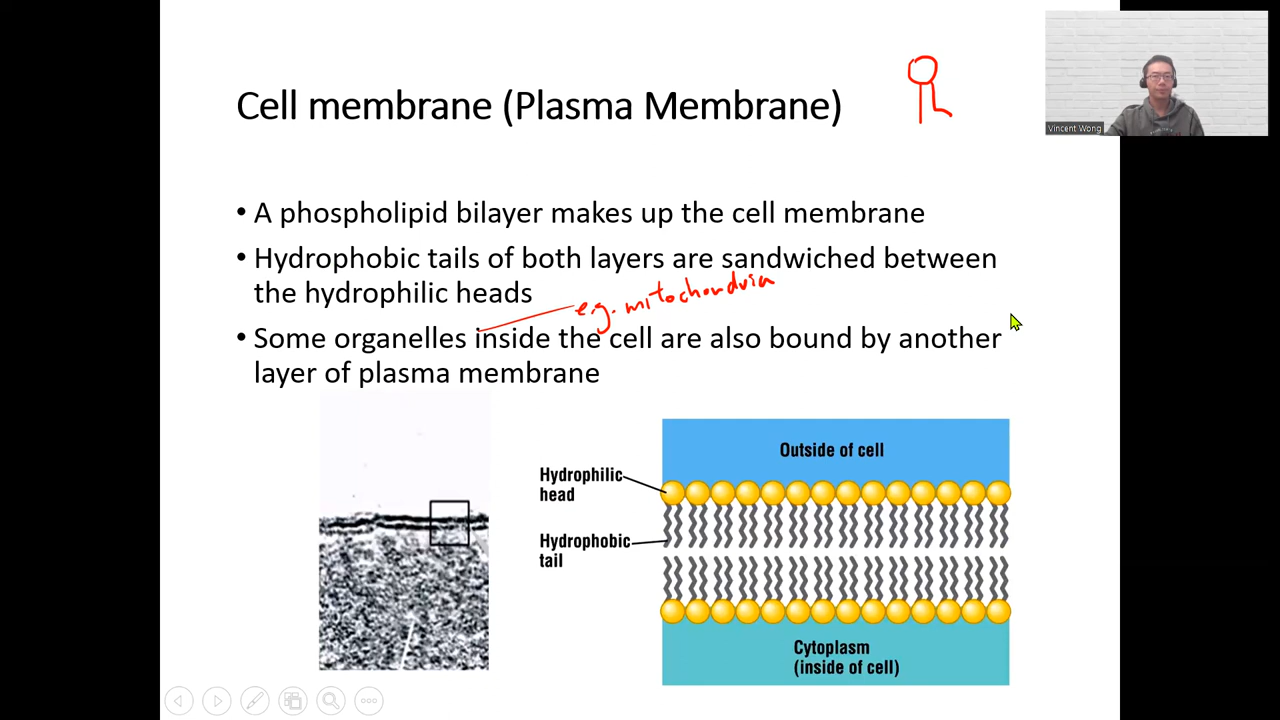 Cell membrane (Plasma Membrane)
Vincent Wong
• A phospholipid bilayer makes up the cell membrane
• Hydrophobic tails of both layers are sandwiched between
the hydrophilic heads
e.g. mitochondria
• Some organelles inside the cell are also bound by another
layer of plasma membrane
Outside of cell
Hydrophilic
head
Hydrophobic
tail
Cytoplasm
(inside of cell)